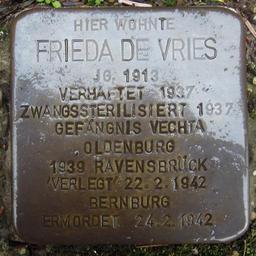 HIER WOHNTE
FRIEDA DE VRIES
JG. 1913
VERHAFTET 1937
ZWANGSSTERILISIERT 1937
GEFÄNGNIS VECHTA
OLDENBURG
1939 RAVENSBRÜCK
'VERLEGT' 22.2.1942
BERNBURG
ERMORDET 24.2.1942